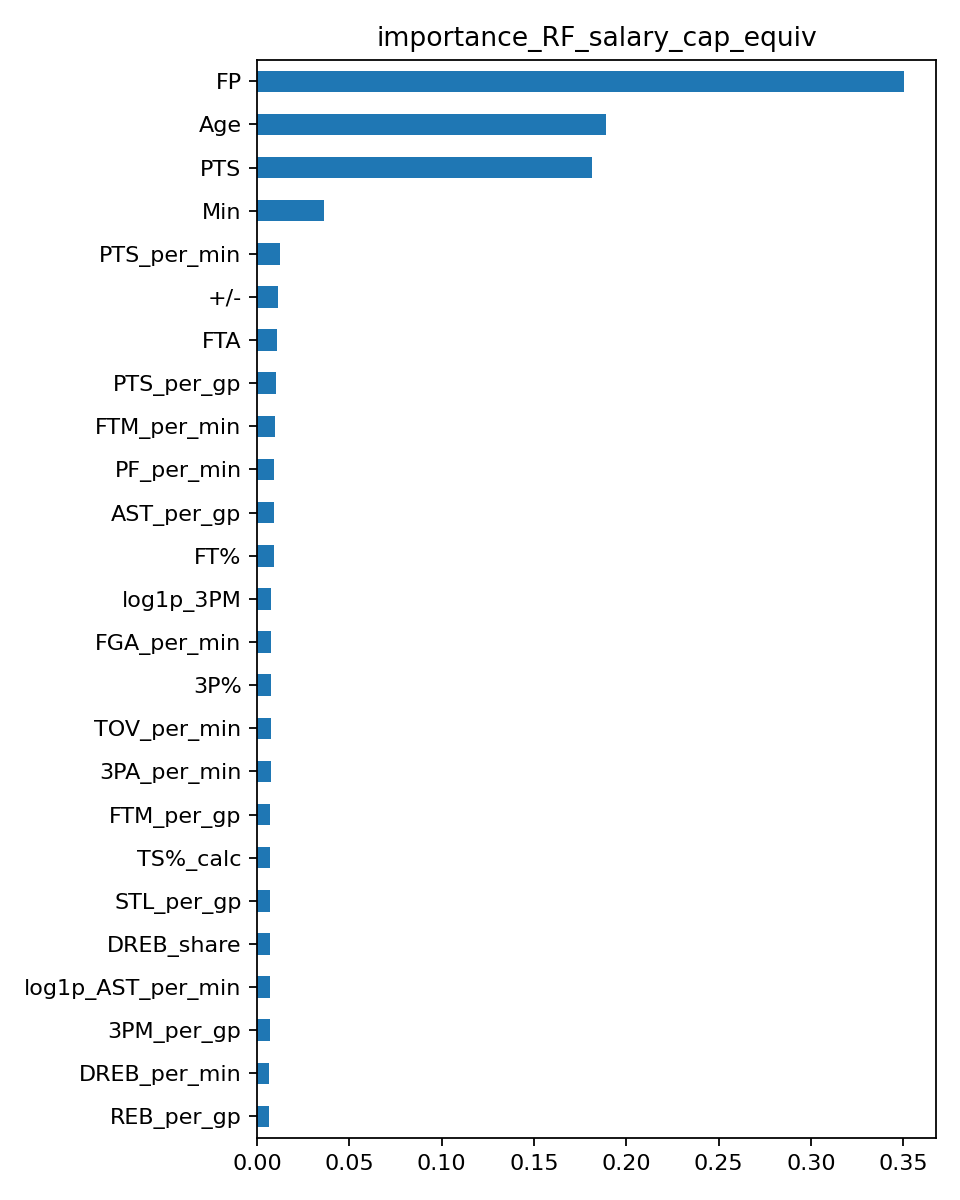 importance_RF_salary_cap_equiv
FP
Age
PTS
Min
PTS_per_min
+/-
FTA
PTS_per_gp
FTM_per_min
PF_per_min
AST_per_gp
FT%
log1p_3PM
FGA_per_min
3P%
TOV_per_min
3PA_per_min
FTM_per_gp
TS%_calc
STL_per_gp
DREB_share
log1p_AST_per_min
3PM_per_gp
DREB_per_min
REB_per_gp
0.00 0.05 0.10 0.15 0.20 0.25 0.30 0.35